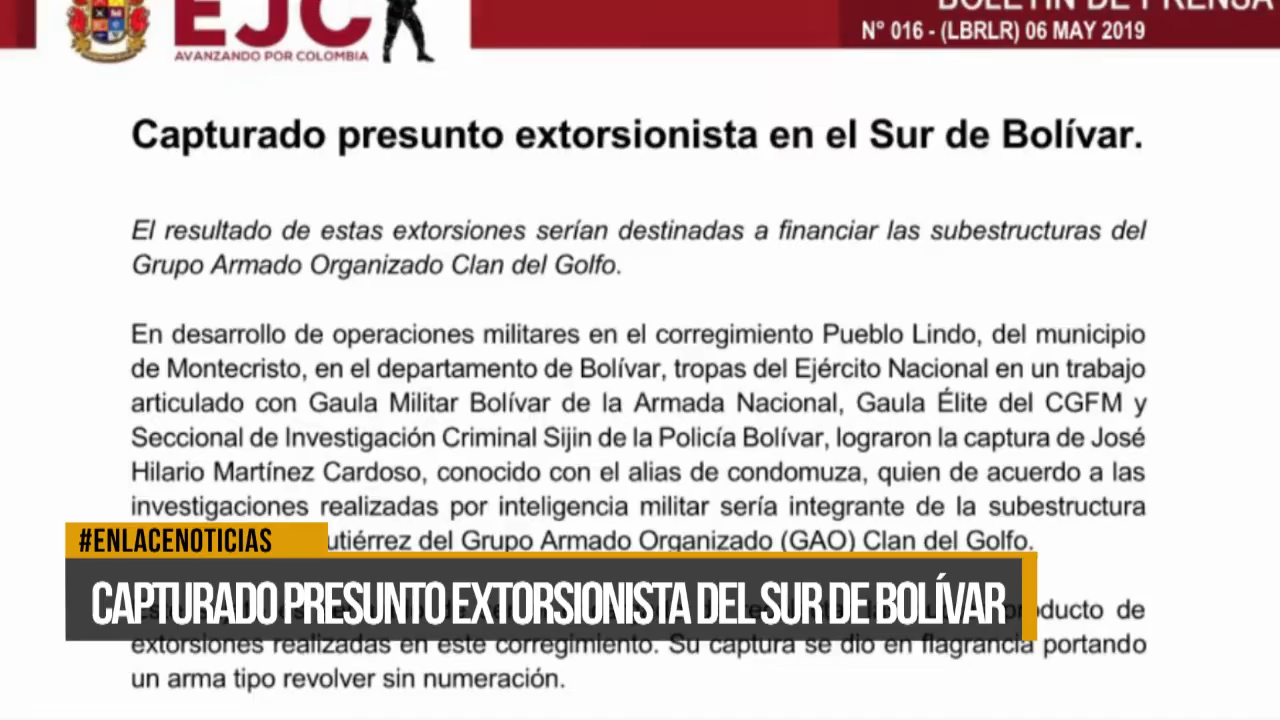 EJC
AVANZANDO POR COLOMBIA
BOLETÍN DE PRENSA
N° 016 - (LBRLR) 06 MAY 2019
Capturado presunto extorsionista en el Sur de Bolívar.
El resultado de estas extorsiones serían destinadas a financiar las subestructuras del
Grupo Armado Organizado Clan del Golfo.
En desarrollo de operaciones militares en el corregimiento Pueblo Lindo, del municipio
de Montecristo, en el departamento de Bolívar, tropas del Ejército Nacional en un trabajo
articulado con Gaula Militar Bolívar de la Armada Nacional, Gaula Élite del CGFM y
Seccional de Investigación Criminal Sijin de la Policía Bolívar, lograron la captura de José
Hilario Martínez Cardoso, conocido con el alias de condomuza, quien de acuerdo a las
investigaciones realizadas por inteligencia militar sería integrante de la subestructura
utiérrez del Grupo Armado Organizado (GAO) Clan del Golfo.
#ENLACENOTICIAS
CAPTURADO PRESUNTO EXTORSIONISTA DEL SUR DE BOLÍVAR
oducto de
extorsiones realizadas en este corregimiento. Su captura se dio en flagrancia portando
un arma tipo revolver sin numeración.